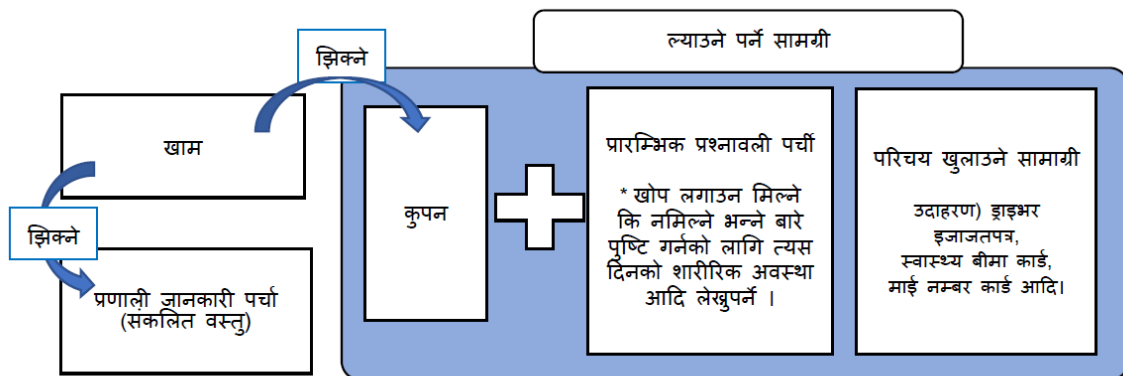 ल्याउने पर्ने सामग्री
झिक्ने
खाम
झिक्ने
प्रणाली जानकारी पर्चा
(संकलित वस्तु)
कुपन
प्रारम्भिक प्रश्नावली पर्ची
* खोप लगाउन मिल्ने
कि नमिल्ने भन्ने बारे
पुष्टि गर्नको लागि त्यस
दिनको शारीरिक अवस्था
आदि लेख्नुपर्ने ।
परिचय खुलाउने सामाग्री
उदाहरण) ड्राइभर
इजाजतपत्र,
स्वास्थ्य बीमा कार्ड,
माई नम्बर कार्ड आदि।